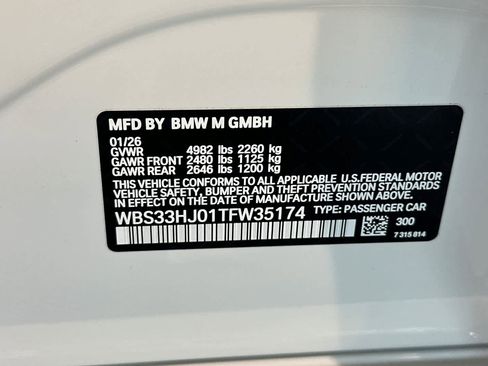 MFD BY BMW M GMBH
01/26
GVWR 4982 lbs 2260 kg
GAWR FRONT 2480 lbs 1125 kg
GAWR REAR 2646 lbs 1200 kg
THIS VEHICLE CONFORMS TO ALL APPLICABLE U.S.FEDERAL MOTOR
VEHICLE SAFETY, BUMPER, AND THEFT PREVENTION STANDARDS
IN EFFECT ON THE DATE OF MANUFACTURE SHOWN ABOVE.
WBS33HJ01TFW35174 TYPE: PASSENGER CAR
300
7 315 814